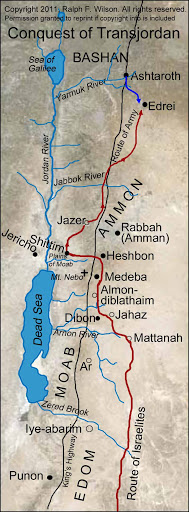 Copyright 2011, Ralph F. Wilson. All rights reserved.
Permission granted to reprint if copyright info is included
Conquest of Transjordan
BASHAN
Sea of
Galilee
Ashtaroth
Yarmuk River
Edrei
Route of Army
Jordan River
Jabbok River
AMMON
Jazer
Rabbah
(Amman)
Shittim
Jericho
Plains
of Moab
Heshbon
Mt. Nebo
Medeba
Almon-
diblathaim
Dead Sea
Dibon
Jahaz
Arnon River
Mattanah
MOAB
Ar
Zered Brook
Iye-abarim
King's Highway
EDOM
Punon
Route of Israelites